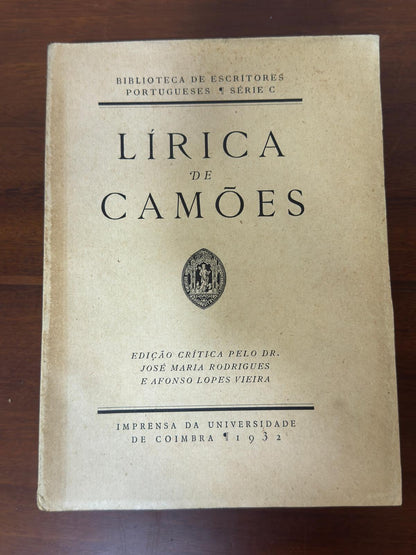 BIBLIOTECA DE ESCRITORES
PORTUGUESES ¶ SÉRIE C
LÍRICA
DE
CAMÕES
EDIÇÃO CRÍTICA PELO DR.
JOSÉ MARIA RODRIGUES
E AFONSO LOPES VIEIRA
IMPRENSA DA UNIVERSIDADE
DE COIMBRA ¶ 1932